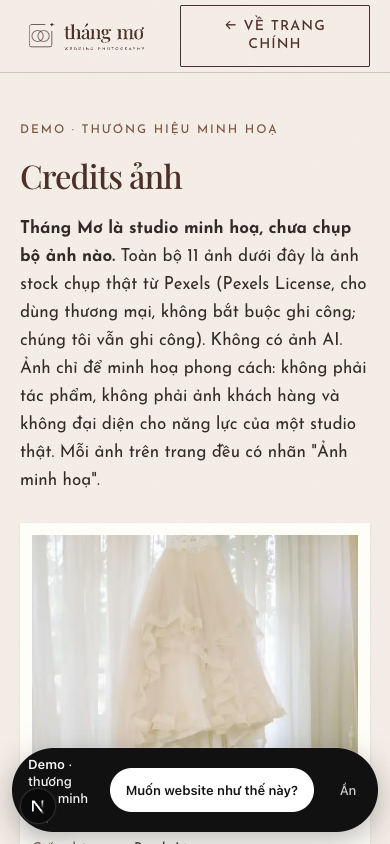 tháng mơ
WEDDING PHOTOGRAPHY
← VỀ TRANG
CHÍNH
DEMO · THƯƠNG HIỆU MINH HOẠ
Credits ảnh
Tháng Mơ là studio minh hoạ, chưa chụp
bộ ảnh nào. Toàn bộ 11 ảnh dưới đây là ảnh
stock chụp thật từ Pexels (Pexels License, cho
dùng thương mại, không bắt buộc ghi công;
chúng tôi vẫn ghi công). Không có ảnh AI.
Ảnh chỉ để minh hoạ phong cách: không phải
tác phẩm, không phải ảnh khách hàng và
không đại diện cho năng lực của một studio
thật. Mỗi ảnh trên trang đều có nhãn "Ảnh
minh hoạ".
Demo ·
thương
minh
Muốn website như thế này?
Ẩn
N